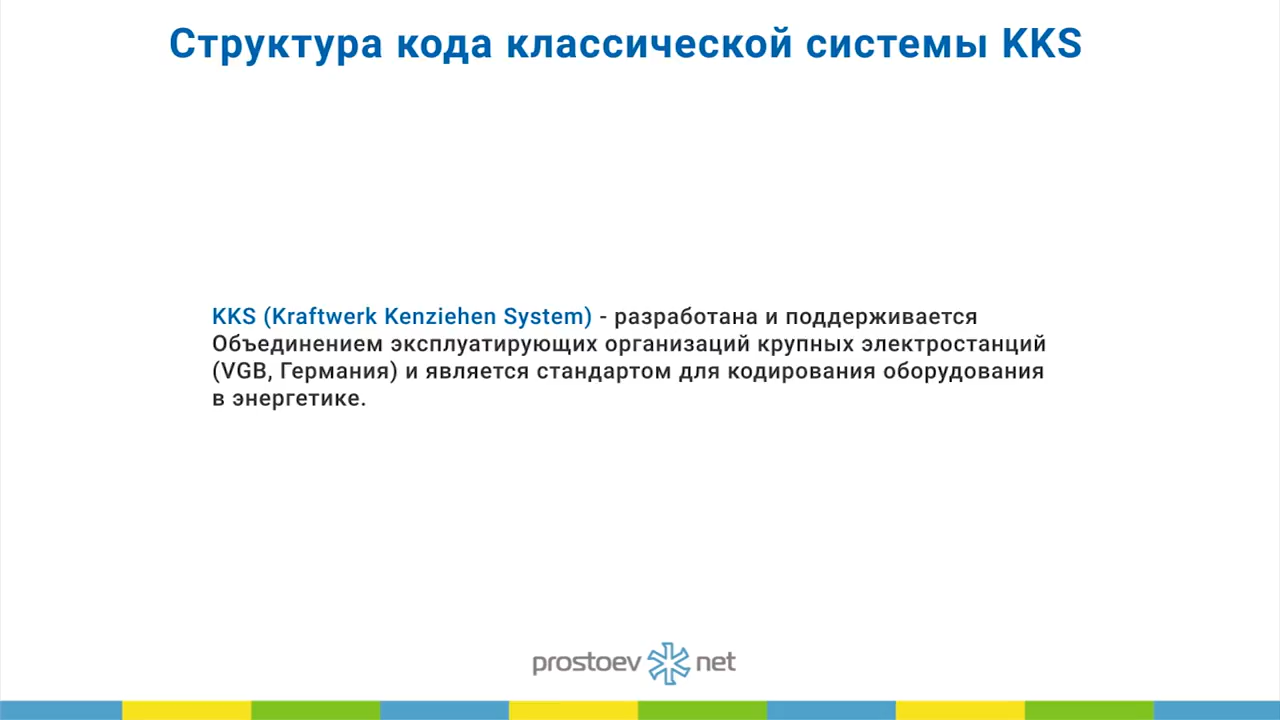 Структура кода классической системы KKS
KKS (Kraftwerk Kenziehen System) - разработана и поддерживается
Объединением эксплуатирующих организаций крупных электростанций
(VGB, Германия) и является стандартом для кодирования оборудования
в энергетике.
prostoev net